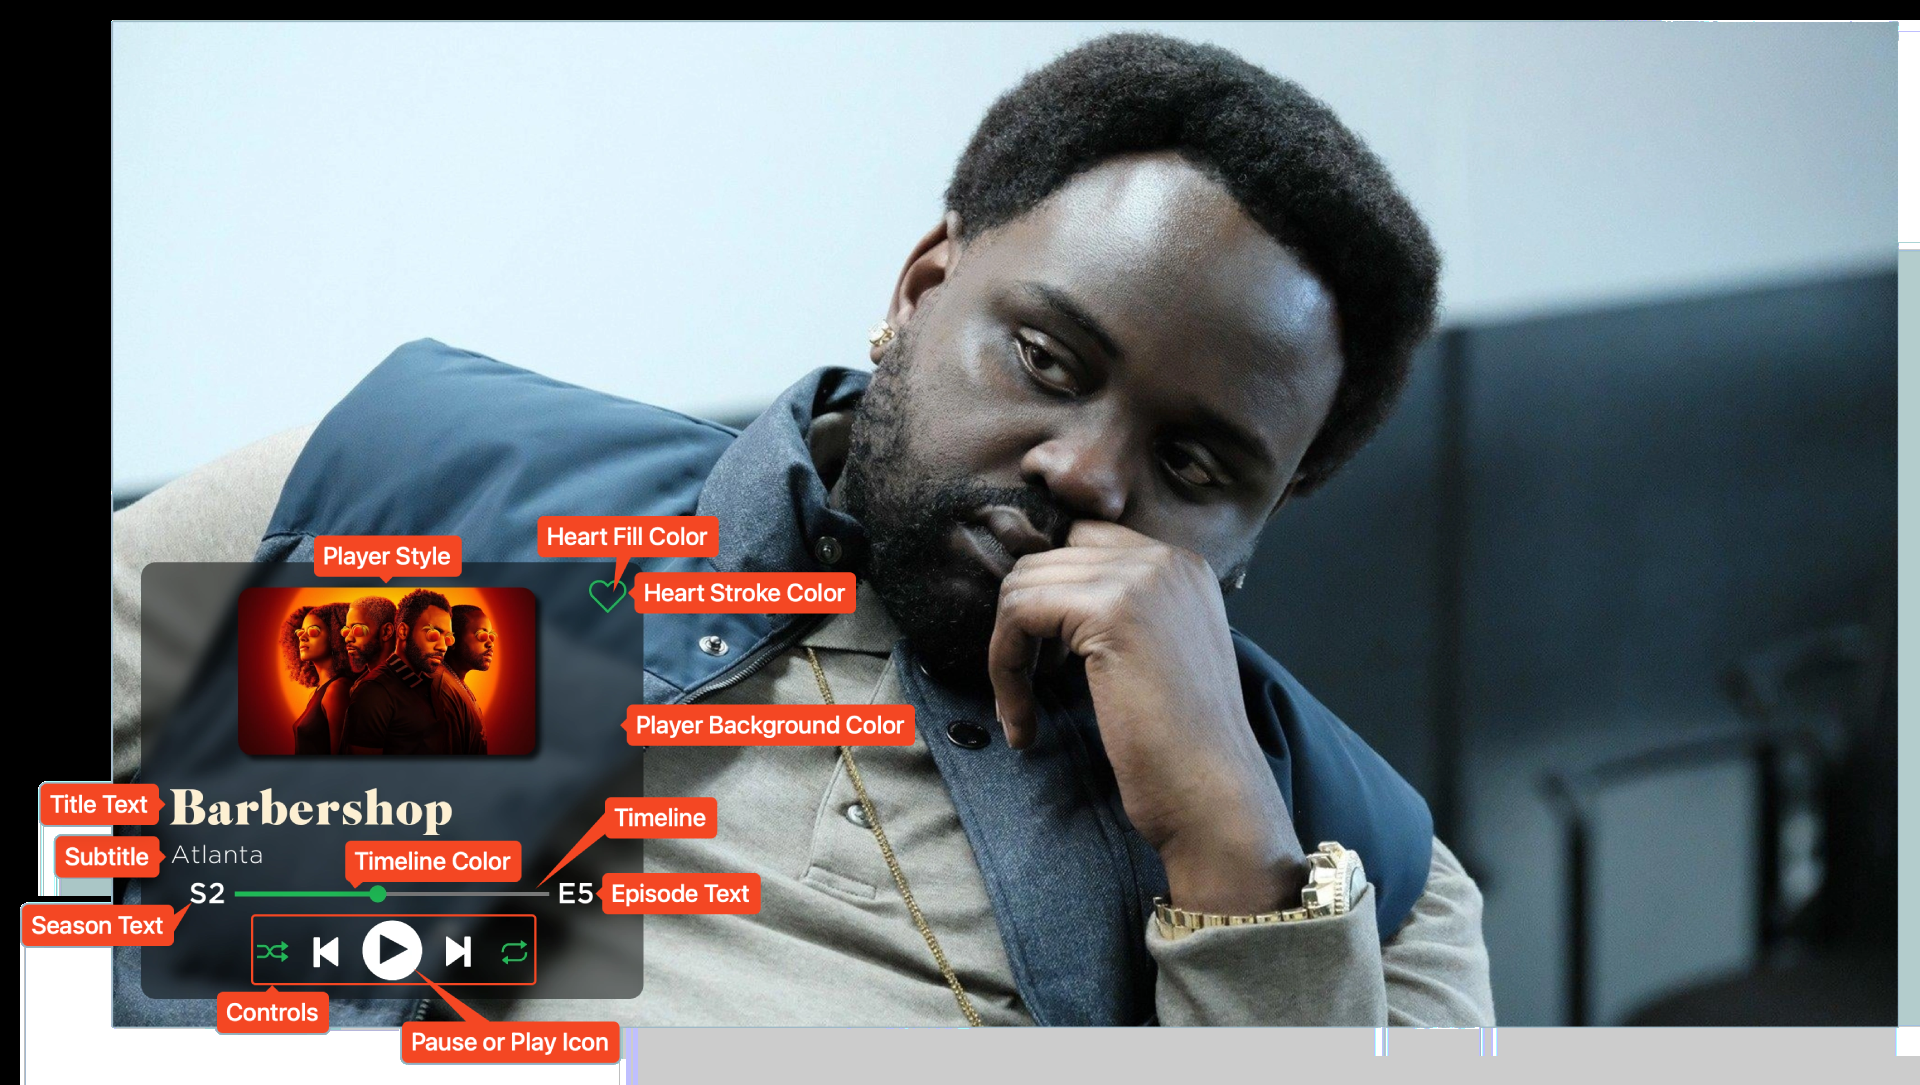 Heart Fill Color
Player Style
Heart Stroke Color
Player Background Color
Title Text
Barbershop
Timeline
Subtitle
Atlanta
Timeline Color
S2
E5
Episode Text
Season Text
Controls
Pause or Play Icon